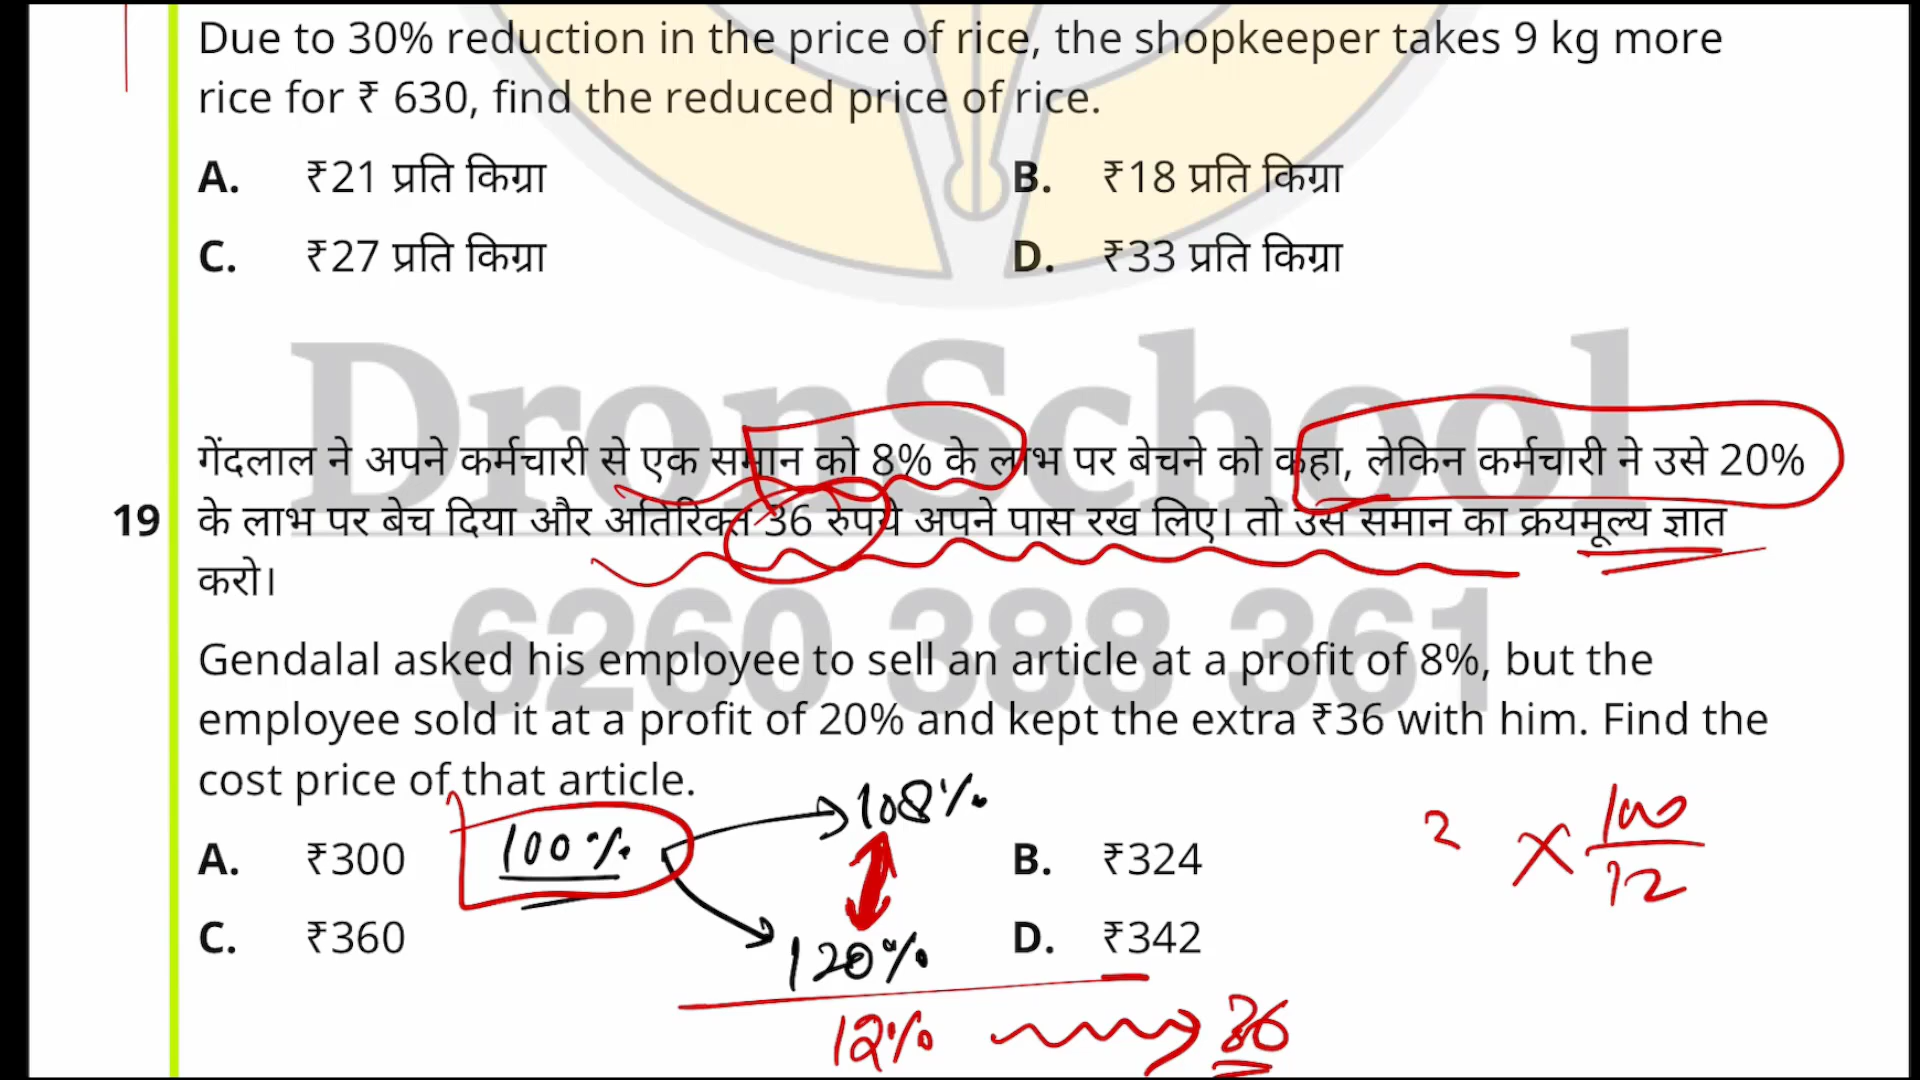 Due to 30% reduction in the price of rice, the shopkeeper takes 9 kg more
rice for ₹ 630, find the reduced price of rice.
A. ₹21 प्रति किग्रा B. ₹18 प्रति किग्रा
C. ₹27 प्रति किग्रा D. ₹33 प्रति किग्रा
DronSchool
गेंदलाल ने अपने कर्मचारी से एक समान को 8% के लाभ पर बेचने को कहा, लेकिन कर्मचारी ने उसे 20%
19 के लाभ पर बेच दिया और अतिरिक्त 36 रुपये अपने पास रख लिए। तो उस समान का क्रयमूल्य ज्ञात
करो।
6260 388 361
Gendalal asked his employee to sell an article at a profit of 8%, but the
employee sold it at a profit of 20% and kept the extra ₹36 with him. Find the
cost price of that article.
108%
A. ₹300 100% B. ₹324 × 100/12
C. ₹360 120% D. ₹342
12% 36